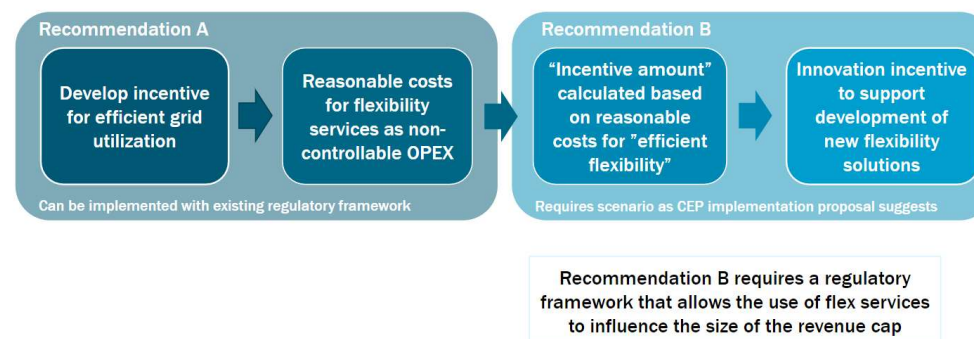 Recommendation A
Develop incentive
for efficient grid
utilization
Reasonable costs
for flexibility
services as non-
controllable OPEX
Can be implemented with existing regulatory framework
Recommendation B
“Incentive amount”
calculated based
on reasonable
costs for ”efficient
flexibility”
Innovation incentive
to support
development of
new flexibility
solutions
Requires scenario as CEP implementation proposal suggests
Recommendation B requires a regulatory
framework that allows the use of flex services
to influence the size of the revenue cap